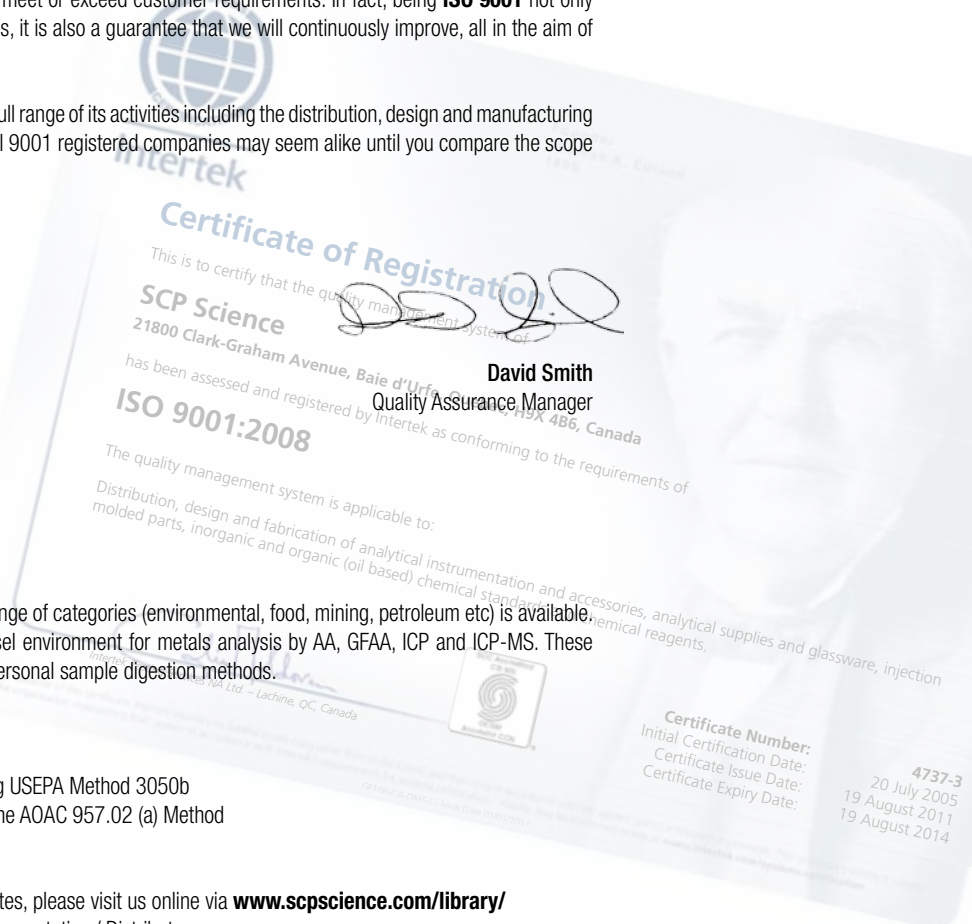 meet or exceed customer requirements. In fact, being ISO 9001 not only
s, it is also a guarantee that we will continuously improve, all in the aim of
ull range of its activities including the distribution, design and manufacturing
l 9001 registered companies may seem alike until you compare the scope
Intertek
Certificate of Registration
This is to certify that the quality management system of
SCP Science
21800 Clark-Graham Avenue, Baie d'Urfe, Quebec, H9X 4B6, Canada
David Smith
Quality Assurance Manager
has been assessed and registered by Intertek as conforming to the requirements of
ISO 9001:2008
The quality management system is applicable to:
Distribution, design and fabrication of analytical instrumentation and accessories, analytical supplies and glassware, injection
molded parts, inorganic and organic (oil based) chemical standards, chemical reagents.
nge of categories (environmental, food, mining, petroleum etc) is available.
sel environment for metals analysis by AA, GFAA, ICP and ICP-MS. These
ersonal sample digestion methods.
NA Ltd. – Lachine, QC, Canada
Certificate Number: 4737-3
Initial Certification Date: 20 July 2005
Certificate Issue Date: 19 August 2011
Certificate Expiry Date: 19 August 2014
g USEPA Method 3050b
ne AOAC 957.02 (a) Method
tes, please visit us online via www.scpscience.com/library/